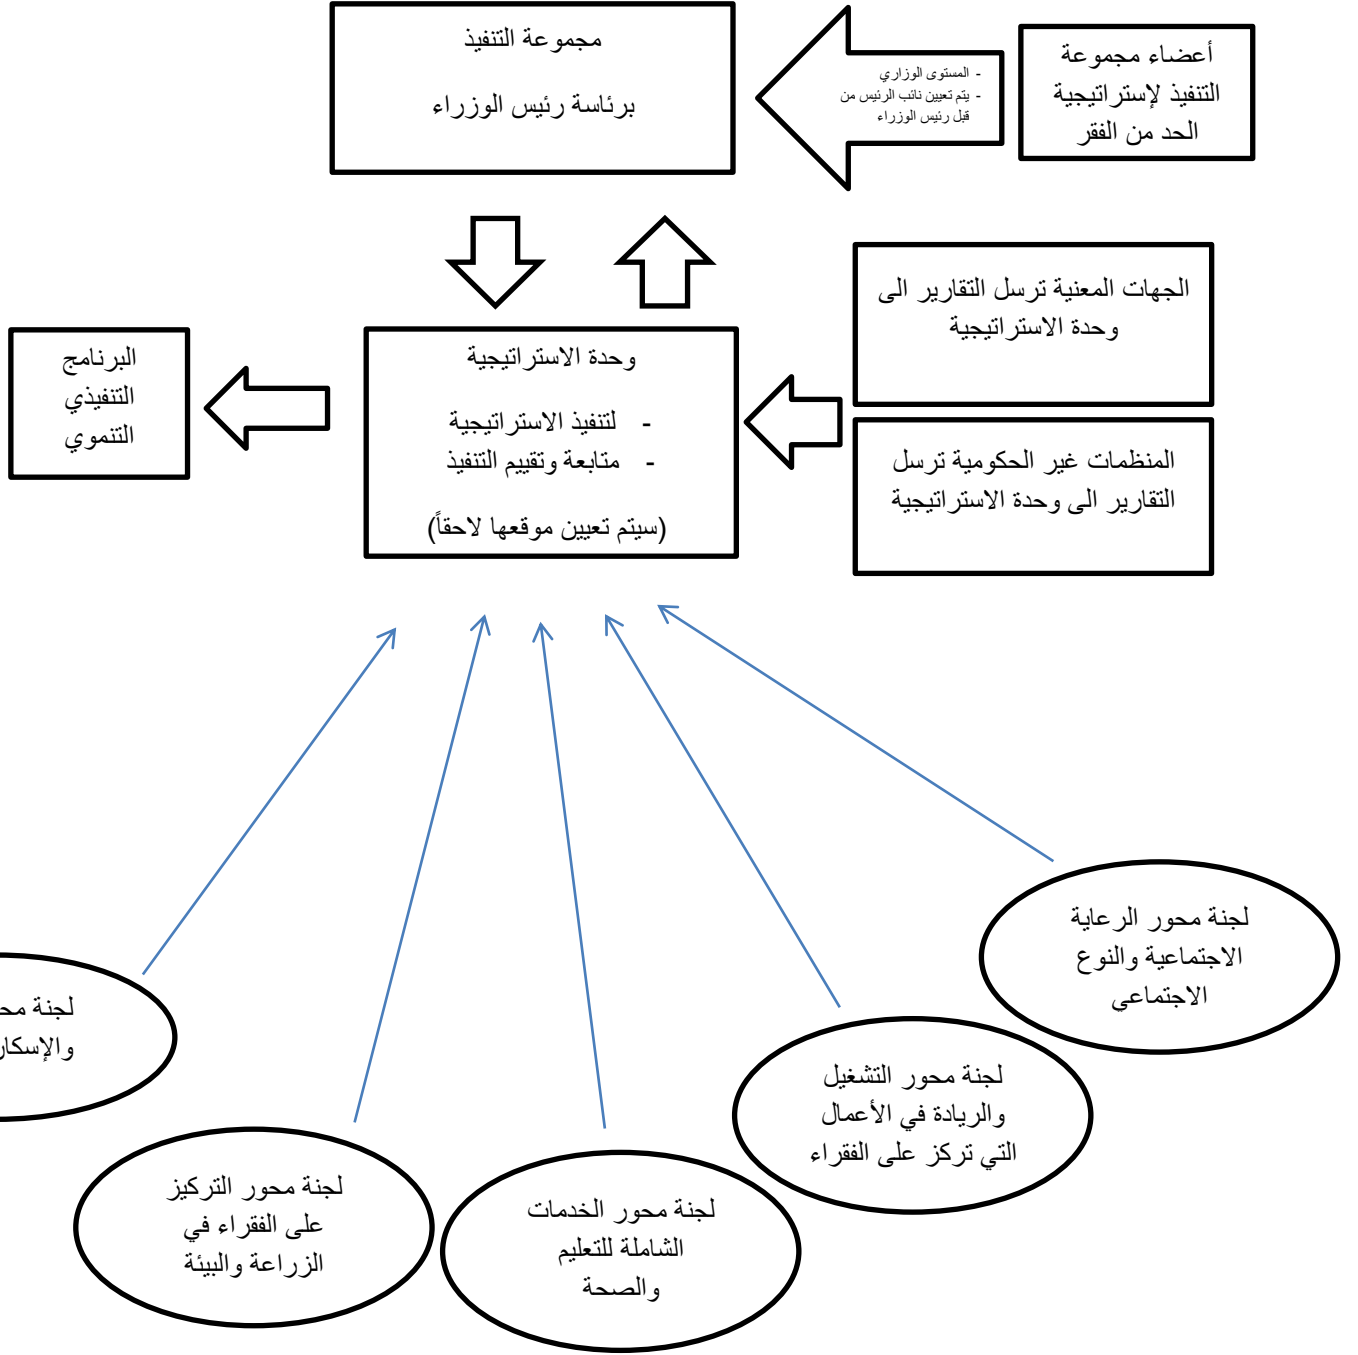 مجموعة التنفيذ
برئاسة رئيس الوزراء
أعضاء مجموعة
التنفيذ لإستراتيجية
الحد من الفقر
- المستوى الوزاري
- يتم تعيين نائب الرئيس من
قبل رئيس الوزراء
الجهات المعنية ترسل التقارير الى
وحدة الاستراتيجية
المنظمات غير الحكومية ترسل
التقارير الى وحدة الاستراتيجية
وحدة الاستراتيجية
- لتنفيذ الاستراتيجية
- متابعة وتقييم التنفيذ
(سيتم تعيين موقعها لاحقاً)
البرنامج
التنفيذي
التنموي
لجنة محور الرعاية
الاجتماعية والنوع
الاجتماعي
لجنة محور التشغيل
والريادة في الأعمال
التي تركز على الفقراء
لجنة محور الخدمات
الشاملة للتعليم
والصحة
لجنة محور التركيز
على الفقراء في
الزراعة والبيئة
لجنة